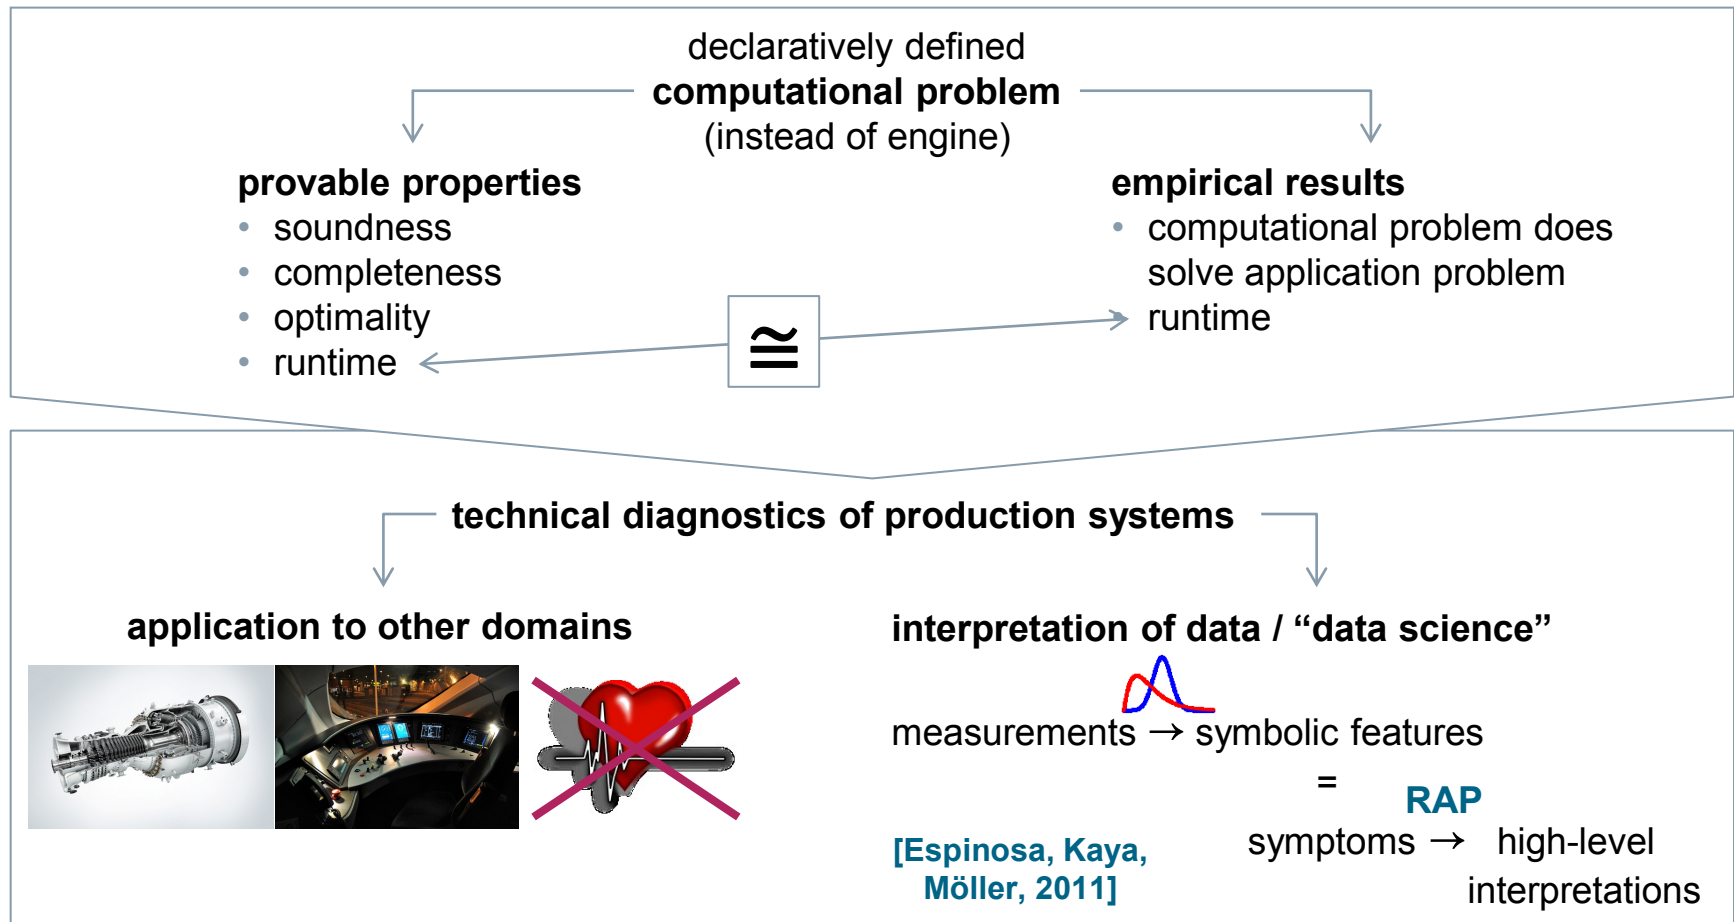 declaratively defined
computational problem
(instead of engine)
provable properties
• soundness
• completeness
• optimality
• runtime
≅
empirical results
• computational problem does
solve application problem
• runtime
technical diagnostics of production systems
application to other domains
interpretation of data / “data science”
measurements → symbolic features
=
RAP
symptoms → high-level
interpretations
[Espinosa, Kaya,
Möller, 2011]